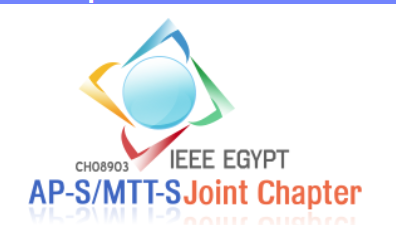 CH08903 IEEE EGYPT
AP-S/MTT-S Joint Chapter